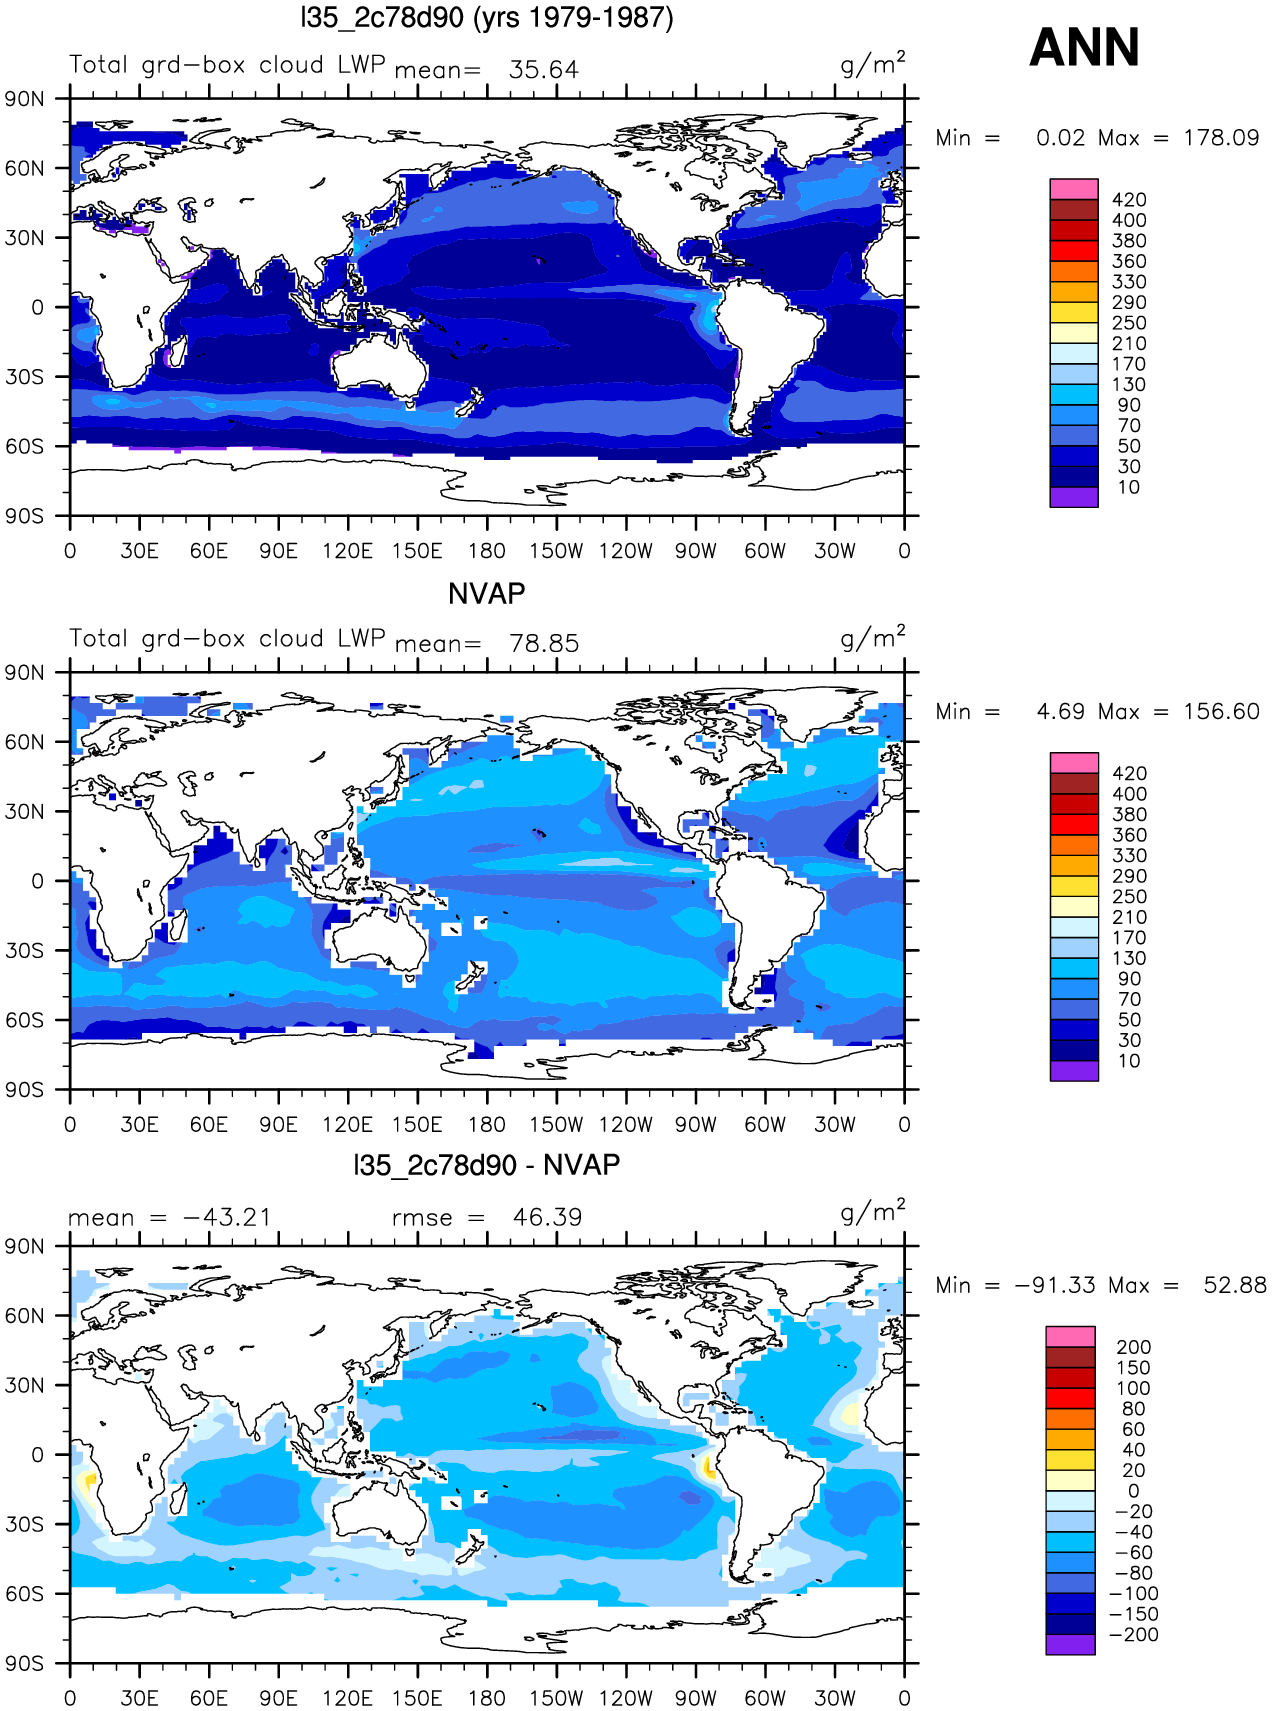 l35_2c78d90 (yrs 1979-1987)
ANN
Total grd-box cloud LWP mean= 35.64 g/m²
Min = 0.02 Max = 178.09
90N
60N
30N
0
30S
60S
90S
0 30E 60E 90E 120E 150E 180 150W 120W 90W 60W 30W 0
420
400
380
360
330
290
250
210
170
130
90
70
50
30
10
NVAP
Total grd-box cloud LWP mean= 78.85 g/m²
Min = 4.69 Max = 156.60
90N
60N
30N
0
30S
60S
90S
0 30E 60E 90E 120E 150E 180 150W 120W 90W 60W 30W 0
420
400
380
360
330
290
250
210
170
130
90
70
50
30
10
l35_2c78d90 - NVAP
mean = -43.21 rmse = 46.39 g/m²
Min = -91.33 Max = 52.88
90N
60N
30N
0
30S
60S
90S
0 30E 60E 90E 120E 150E 180 150W 120W 90W 60W 30W 0
200
150
100
80
60
40
20
0
-20
-40
-60
-80
-100
-150
-200